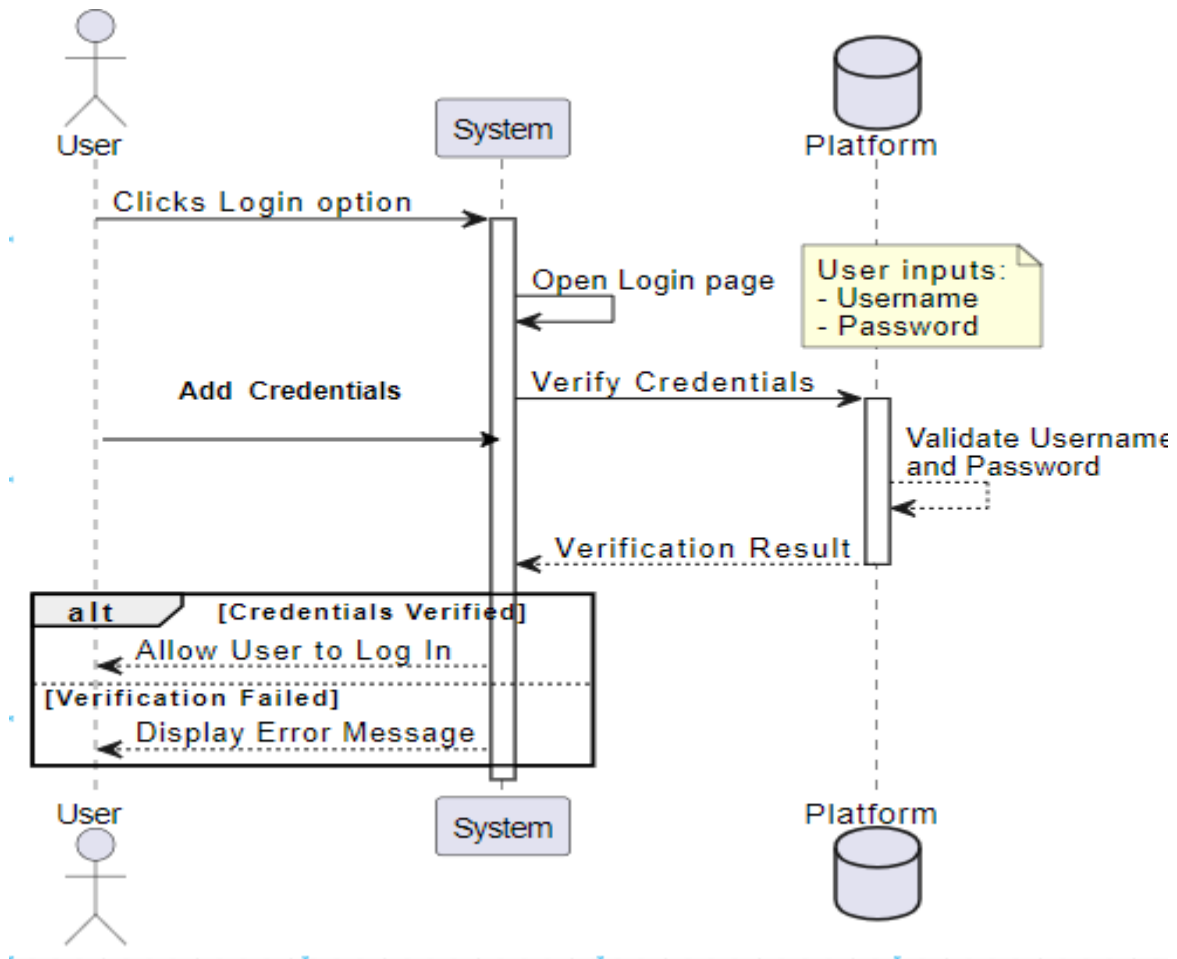 User
System
Platform
Clicks Login option
Open Login page
User inputs:
- Username
- Password
Add Credentials
Verify Credentials
Validate Username
and Password
Verification Result
alt
[Credentials Verified]
Allow User to Log In
[Verification Failed]
Display Error Message
User
System
Platform